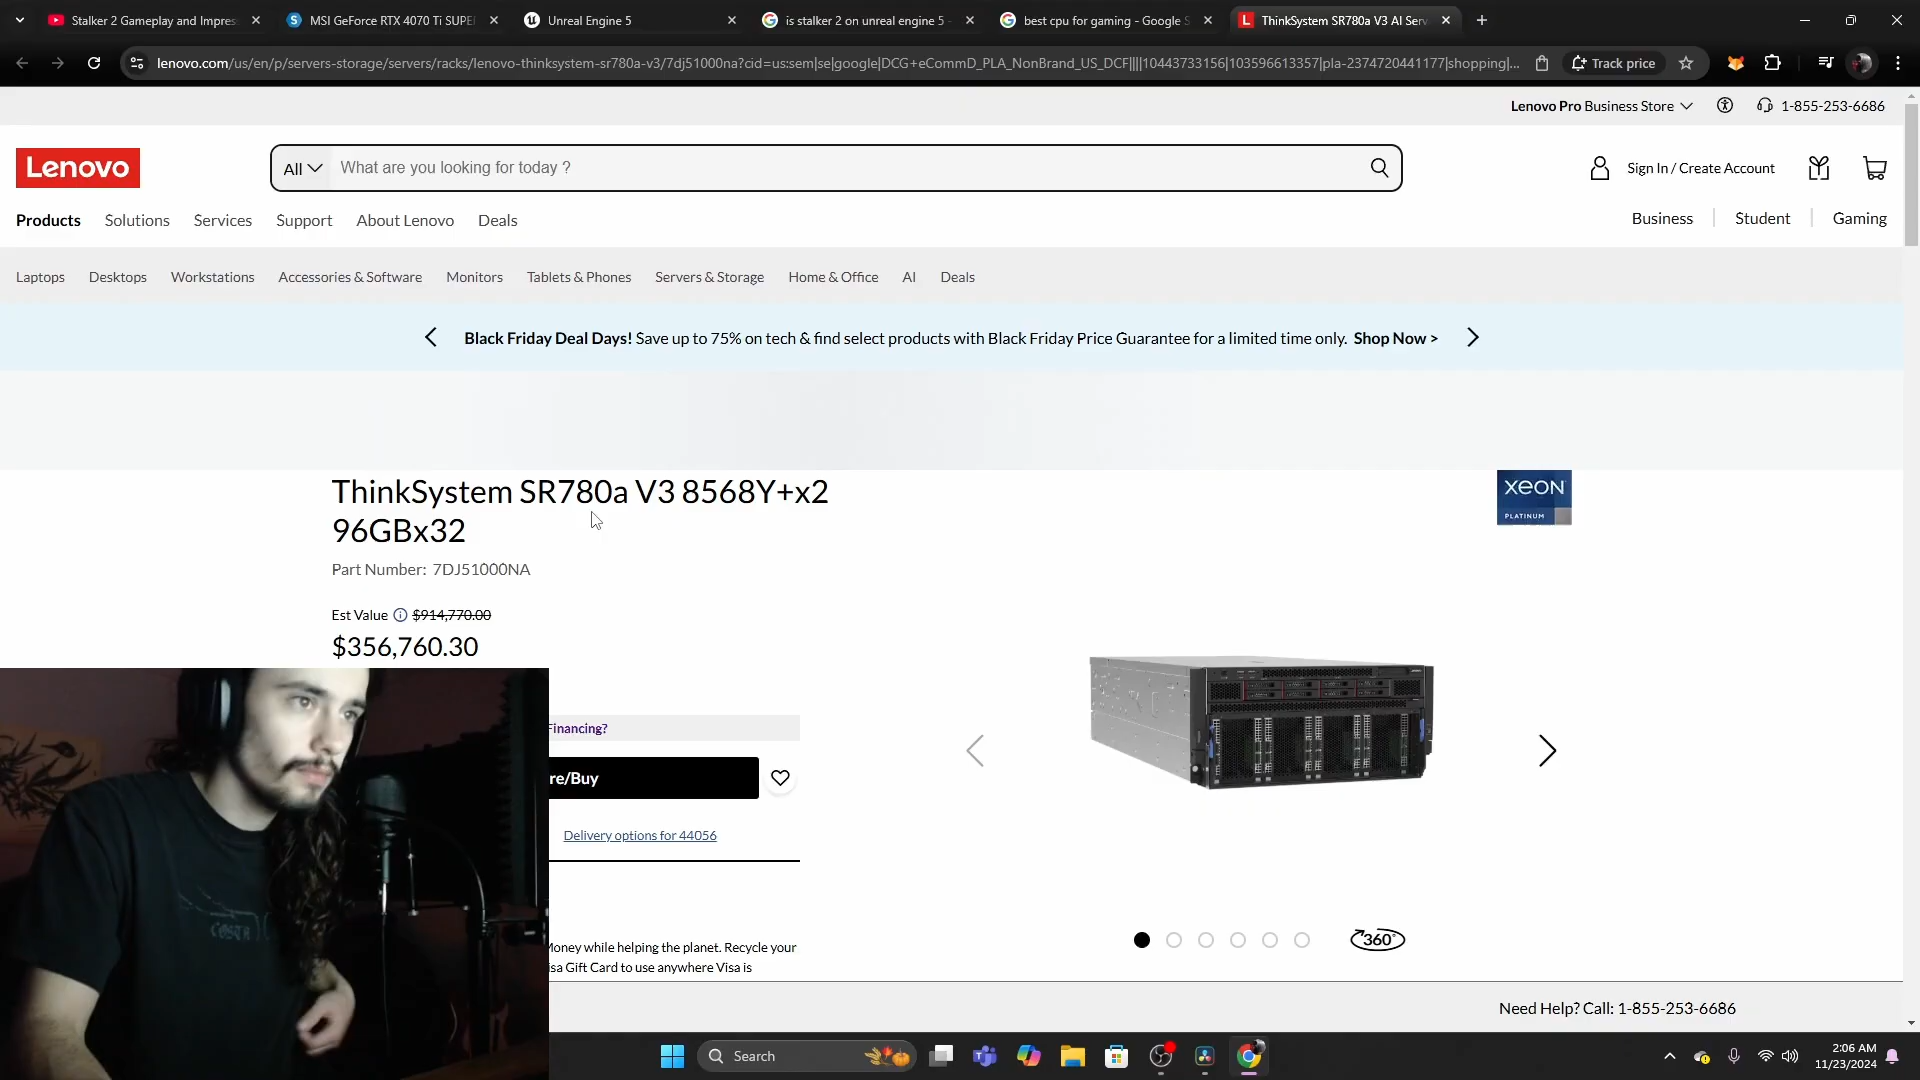 Stalker 2 Gameplay and Impres
MSI GeForce RTX 4070 Ti SUPE
Unreal Engine 5
is stalker 2 on unreal engine 5 -
best cpu for gaming - Google S
L ThinkSystem SR780a V3 AI Serv
lenovo.com/us/en/p/servers-storage/servers/racks/lenovo-thinksystem-sr780a-v3/7dj51000na?cid=us:sem|se|google|DCG+eCommD_PLA_NonBrand_US_DCF||||10443733156|103596613357|pla-2374720441177|shopping|...
Track price
Lenovo Pro Business Store
1-855-253-6686
Lenovo
All
What are you looking for today ?
Sign In / Create Account
Products Solutions Services Support About Lenovo Deals
Business Student Gaming
Laptops Desktops Workstations Accessories & Software Monitors Tablets & Phones Servers & Storage Home & Office AI Deals
Black Friday Deal Days! Save up to 75% on tech & find select products with Black Friday Price Guarantee for a limited time only. Shop Now >
ThinkSystem SR780a V3 8568Y+x2
96GBx32
xeon
PLATINUM
Part Number: 7DJ51000NA
Est Value $914,770.00
$356,760.30
Financing?
re/Buy
Delivery options for 44056
Money while helping the planet. Recycle your
isa Gift Card to use anywhere Visa is
360°
Need Help? Call: 1-855-253-6686
Search
2:06 AM
11/23/2024